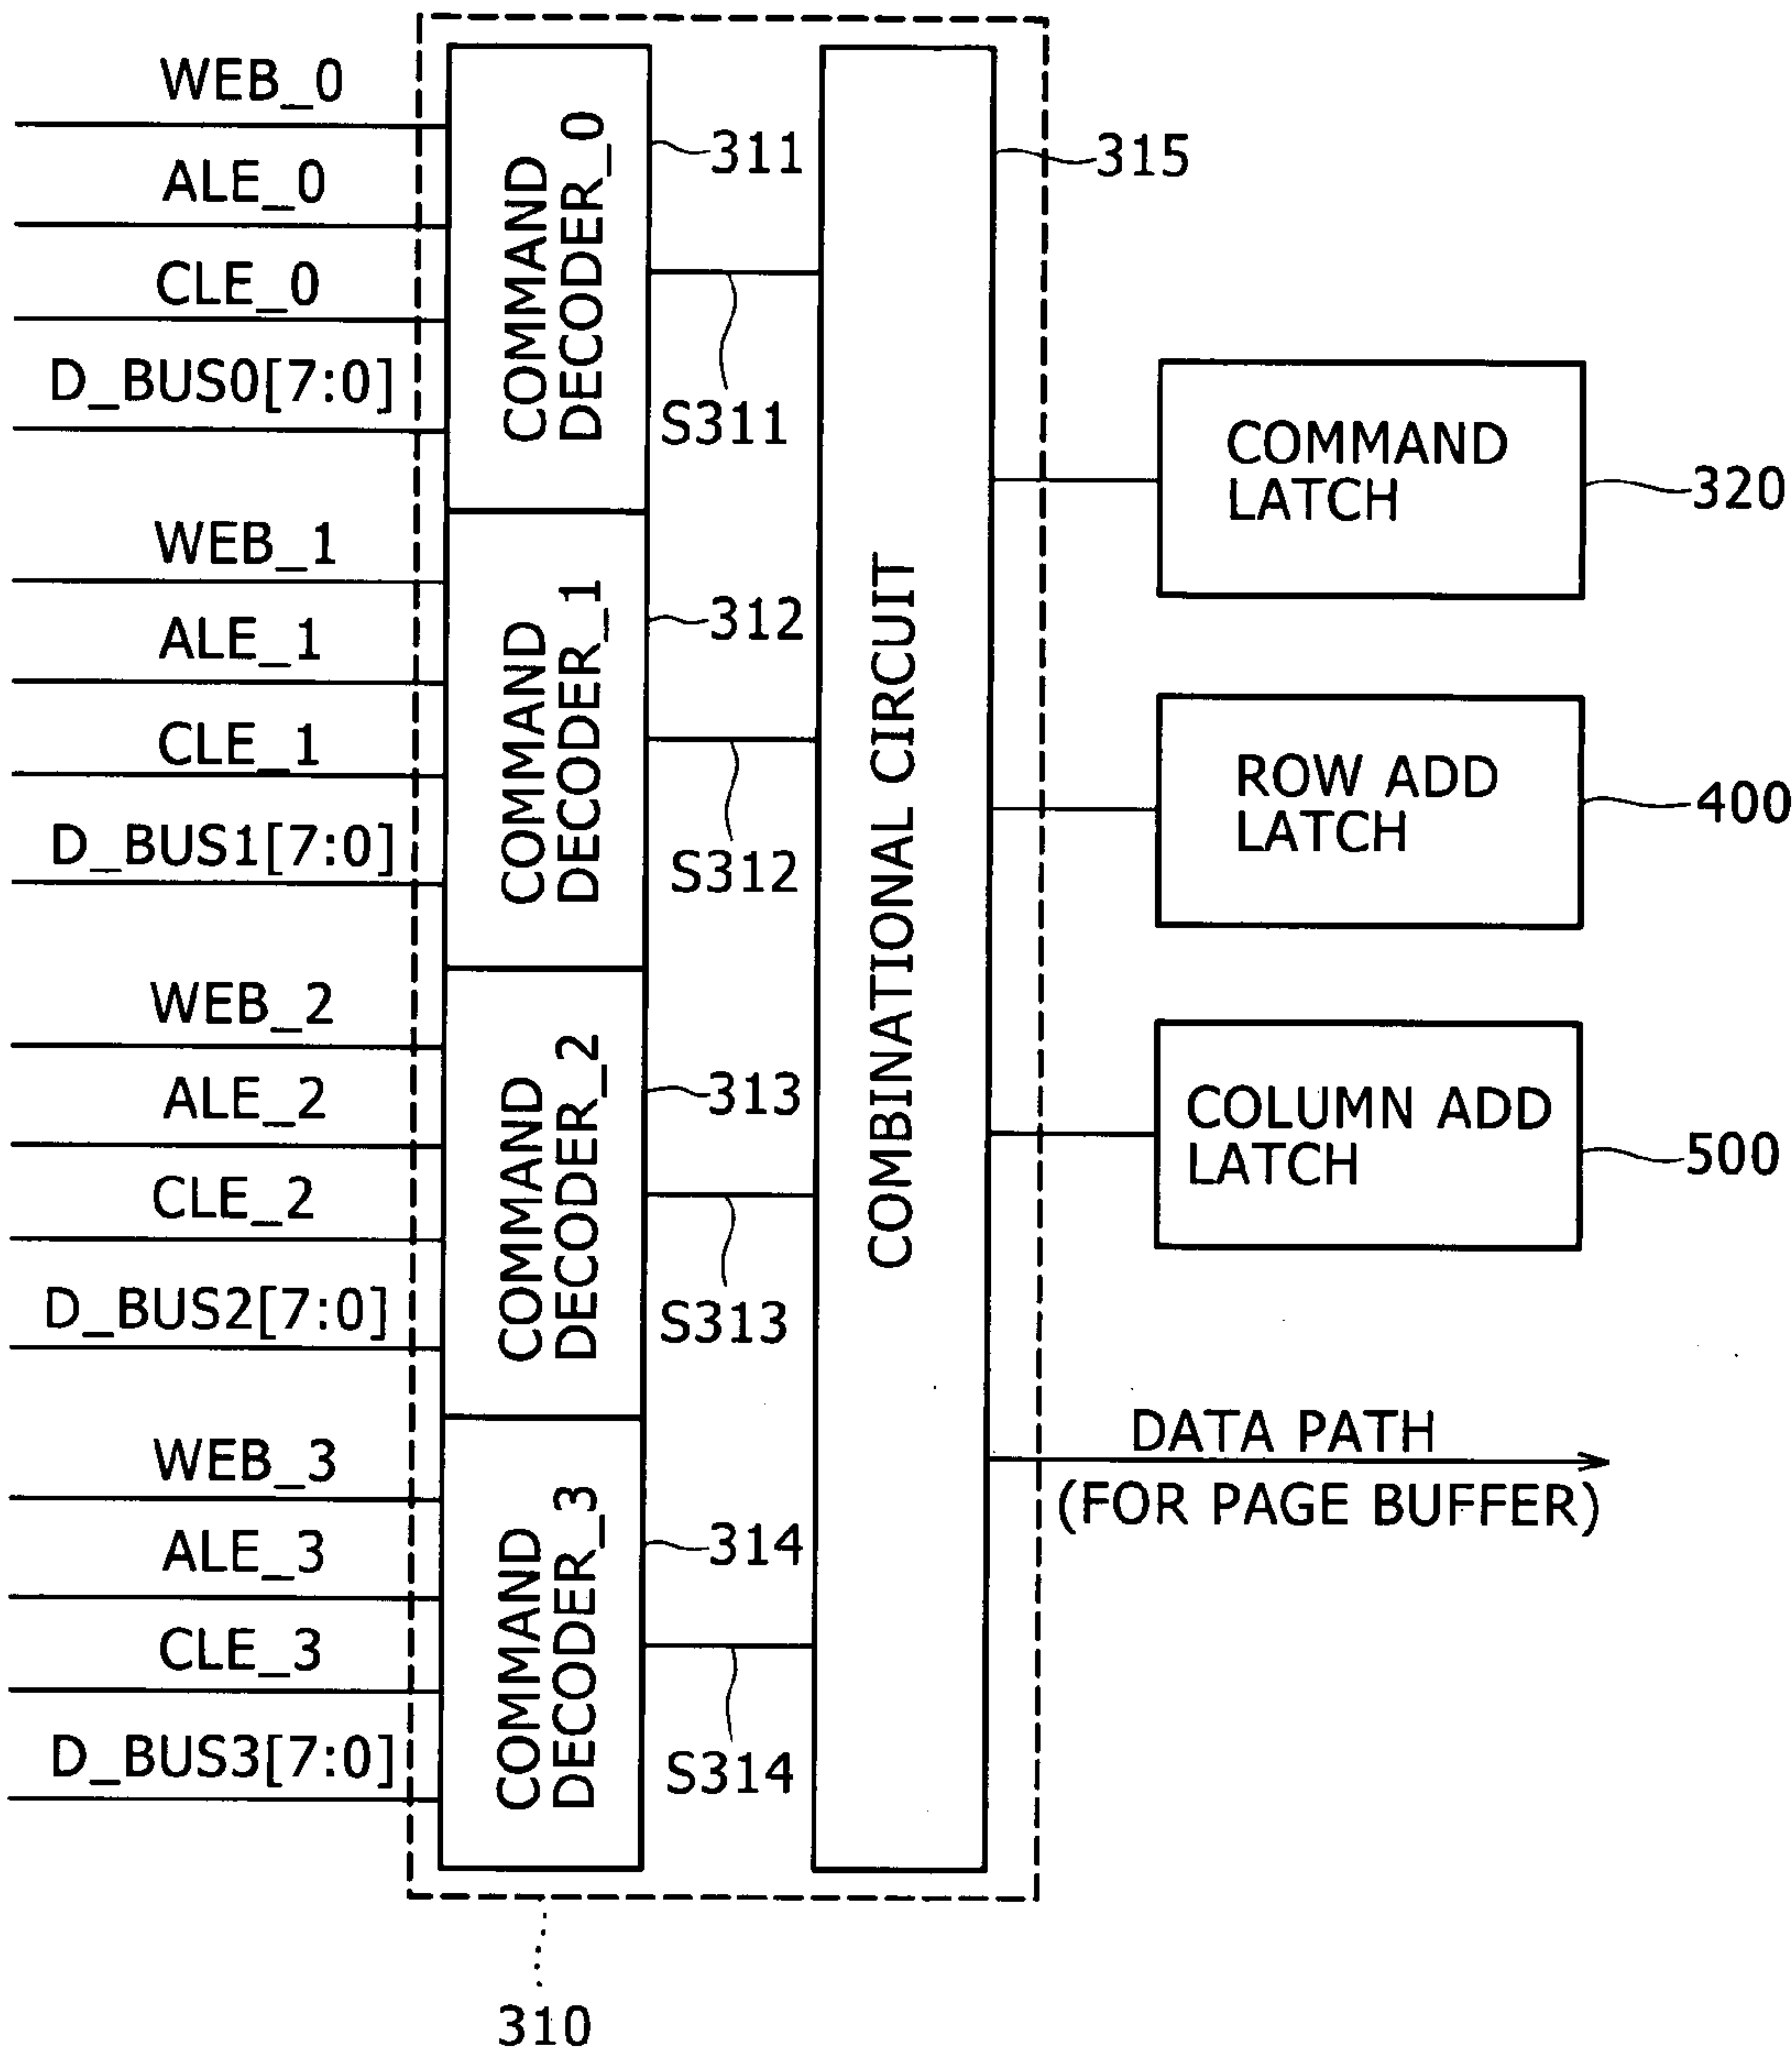 WEB_0
ALE_0
CLE_0
D_BUS0[7:0]
COMMAND
DECODER_0
311
S311
315
WEB_1
ALE_1
CLE_1
D_BUS1[7:0]
COMMAND
DECODER_1
312
S312
WEB_2
ALE_2
CLE_2
D_BUS2[7:0]
COMMAND
DECODER_2
313
S313
WEB_3
ALE_3
CLE_3
D_BUS3[7:0]
COMMAND
DECODER_3
314
S314
COMBINATIONAL CIRCUIT
COMMAND
LATCH
320
ROW ADD
LATCH
400
COLUMN ADD
LATCH
500
DATA PATH
(FOR PAGE BUFFER)
310